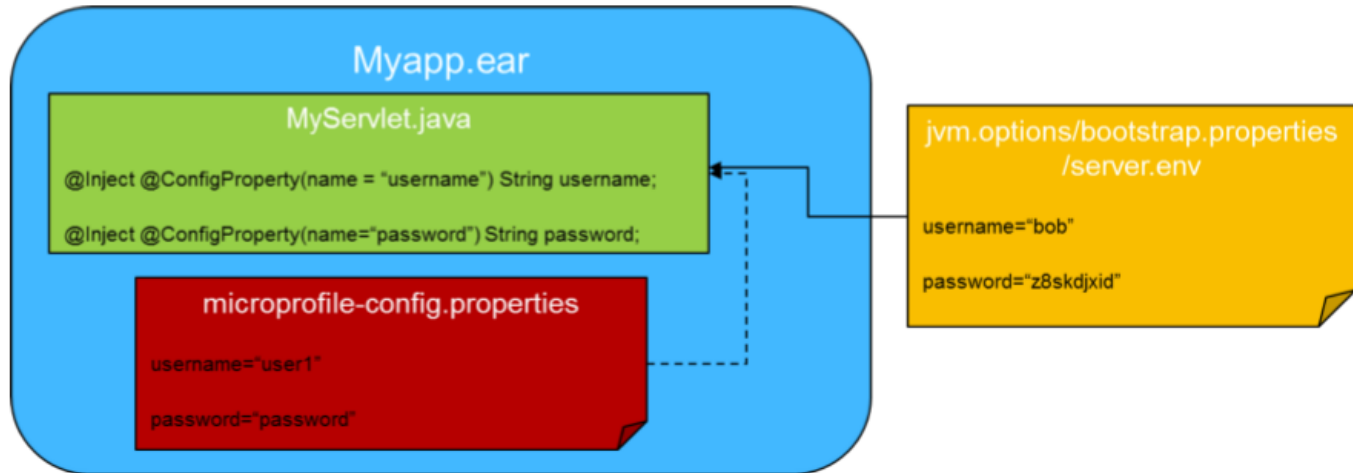 Myapp.ear
MyServlet.java
@Inject @ConfigProperty(name = “username”) String username;
@Inject @ConfigProperty(name=“password”) String password;
microprofile-config.properties
username=“user1”
password=“password”
jvm.options/bootstrap.properties
/server.env
username=“bob”
password=“z8skdjxid”